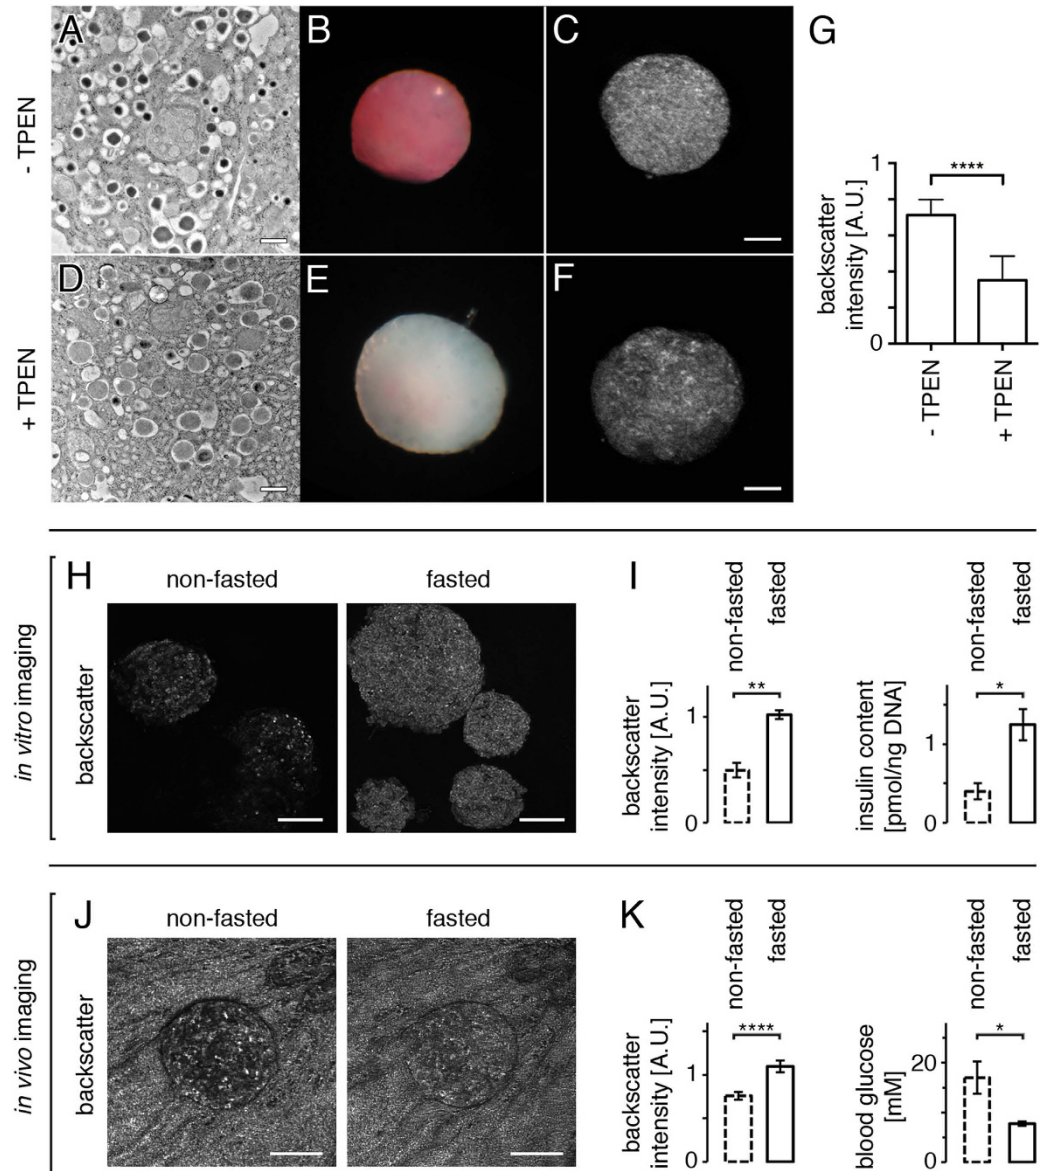 A
B
C
G
- TPEN
1
****
backscatter
intensity [A.U.]
0
- TPEN
+ TPEN
D
E
F
+ TPEN
in vitro imaging
H
non-fasted
fasted
backscatter
I
non-fasted
fasted
**
backscatter
intensity [A.U.]
1
0
non-fasted
fasted
*
insulin content
[pmol/ng DNA]
1
0
in vivo imaging
J
non-fasted
fasted
backscatter
K
non-fasted
fasted
****
backscatter
intensity [A.U.]
1
0
non-fasted
fasted
*
blood glucose
[mM]
20
0